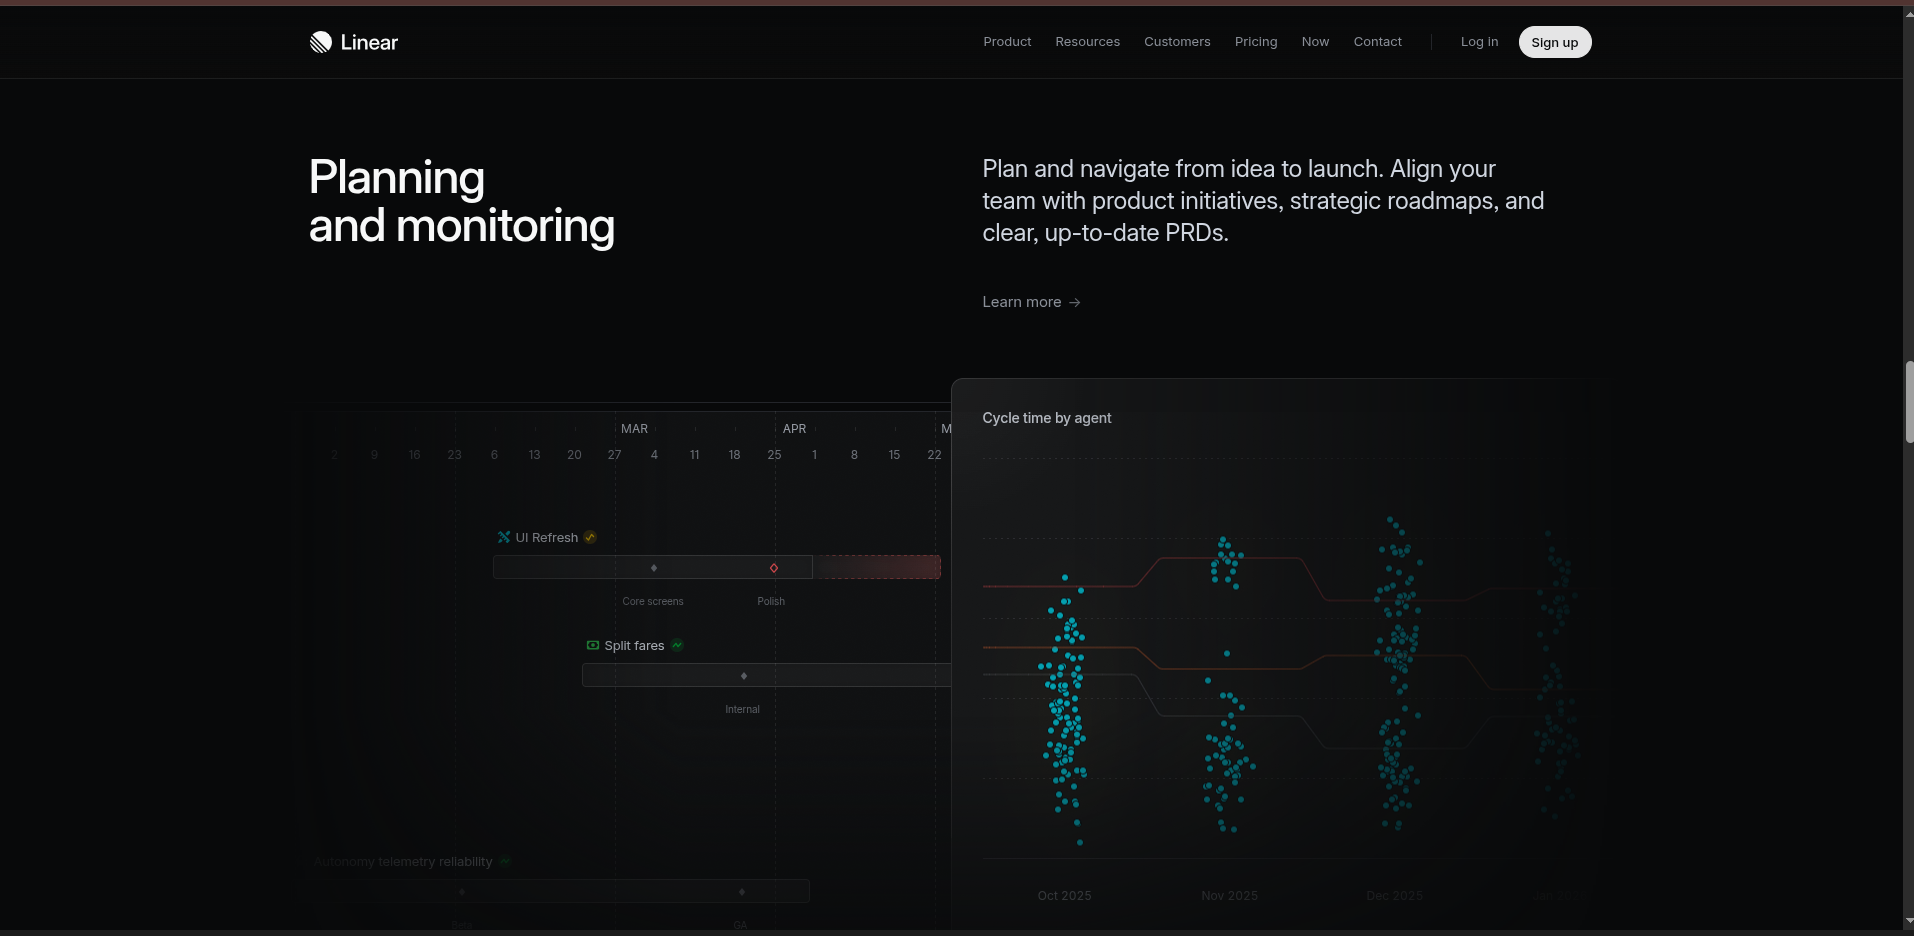 Linear
Product Resources Customers Pricing Now Contact Log in Sign up
Planning
and monitoring
Plan and navigate from idea to launch. Align your
team with product initiatives, strategic roadmaps, and
clear, up-to-date PRDs.
Learn more →
MAR APR M
2 9 16 23 6 13 20 27 4 11 18 25 1 8 15 22
UI Refresh
Core screens Polish
Split fares
Internal
Autonomy telemetry reliability
Beta GA
Cycle time by agent
Oct 2025 Nov 2025 Dec 2025